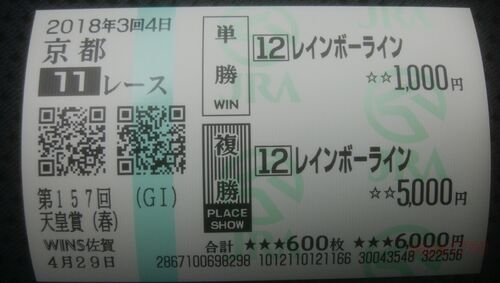 2018年3回4日
京都
11レース
第157回 (GI)
天皇賞(春)
WINS佐賀
4月29日
単勝 WIN
12 レインボーライン
☆☆1,000円
複勝 PLACE SHOW
12 レインボーライン
☆☆5,000円
合計 ★★★600枚 ★★★6,000円
2867100698298 1012110121166 30043548 322556
JRA
JRA